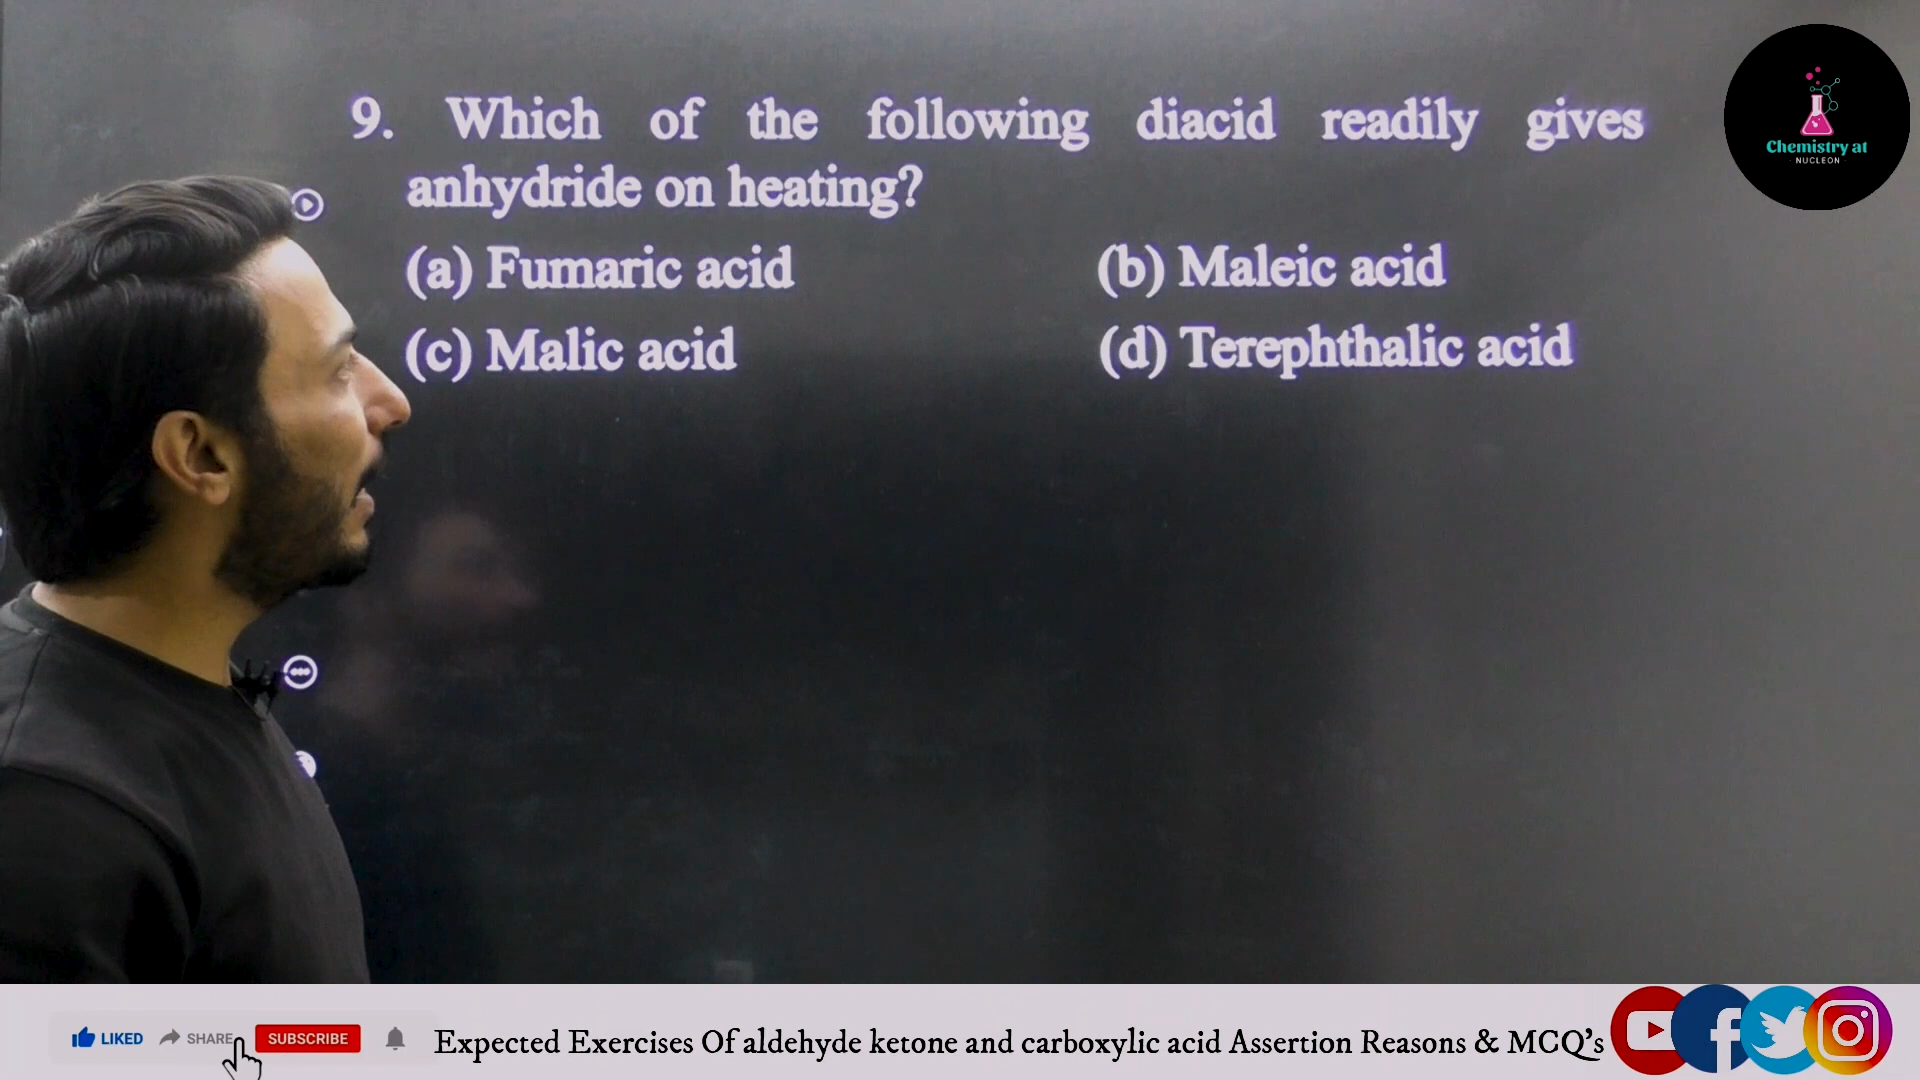 9. Which of the following diacid readily gives
anhydride on heating?
(a) Fumaric acid (b) Maleic acid
(c) Malic acid (d) Terephthalic acid
Chemistry at
NUCLEON
LIKED SHARE SUBSCRIBE
Expected Exercises Of aldehyde ketone and carboxylic acid Assertion Reasons & MCQ's